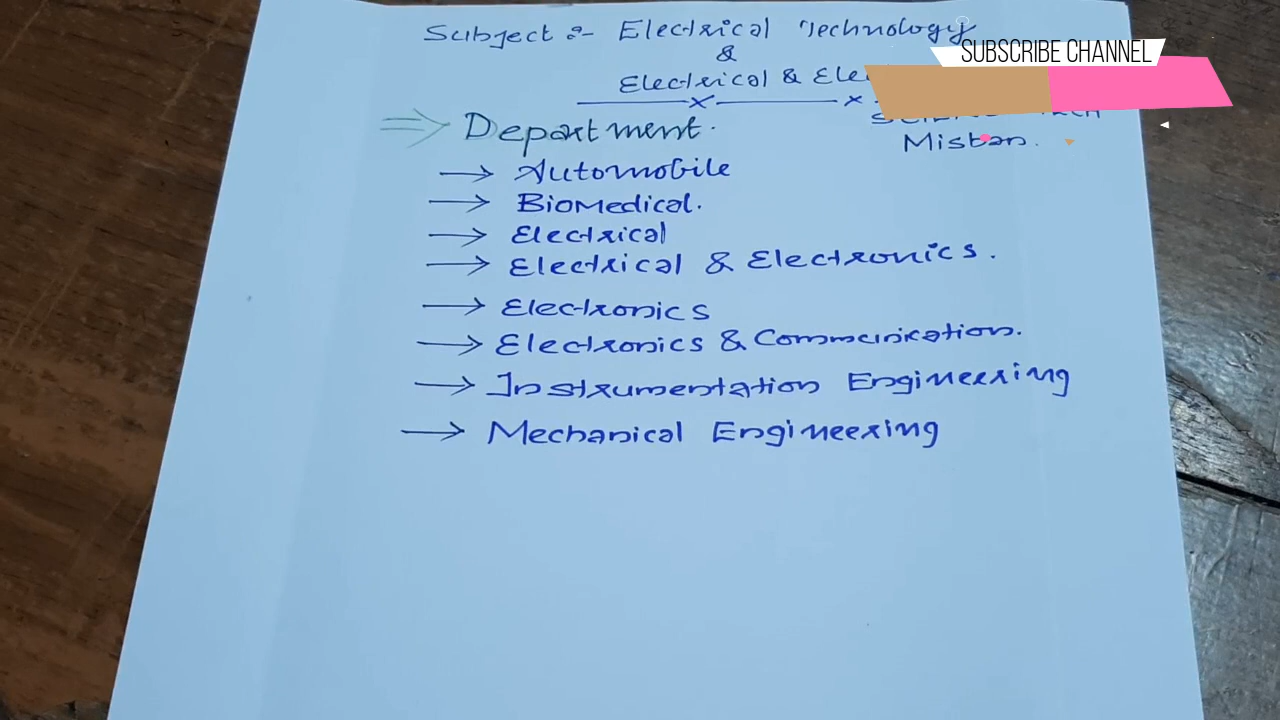 Subject :- Electrical Technology
&
Electrical & Ele
SUBSCRIBE CHANNEL
Department.
Mistan.
→ Automobile
→ BioMedical.
→ Electrical
→ Electrical & Electronics.
→ Electronics
→ Electronics & Communication.
→ Instrumentation Engineering
→ Mechanical Engineering